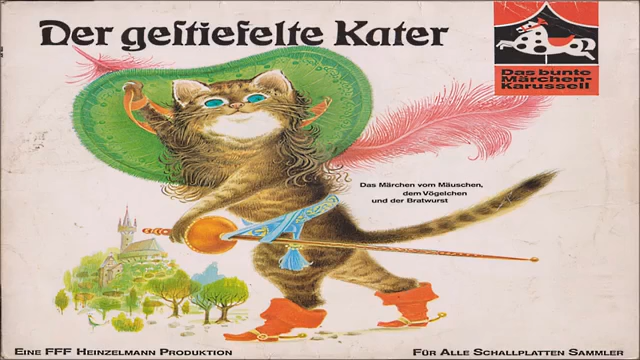 Der gestiefelte Kater
Das bunte
Märchen-
Karussell
Das Märchen vom Mäuschen,
dem Vögelchen
und der Bratwurst
EINE FFF HEINZELMANN PRODUKTION
FÜR ALLE SCHALLPLATTEN SAMMLER